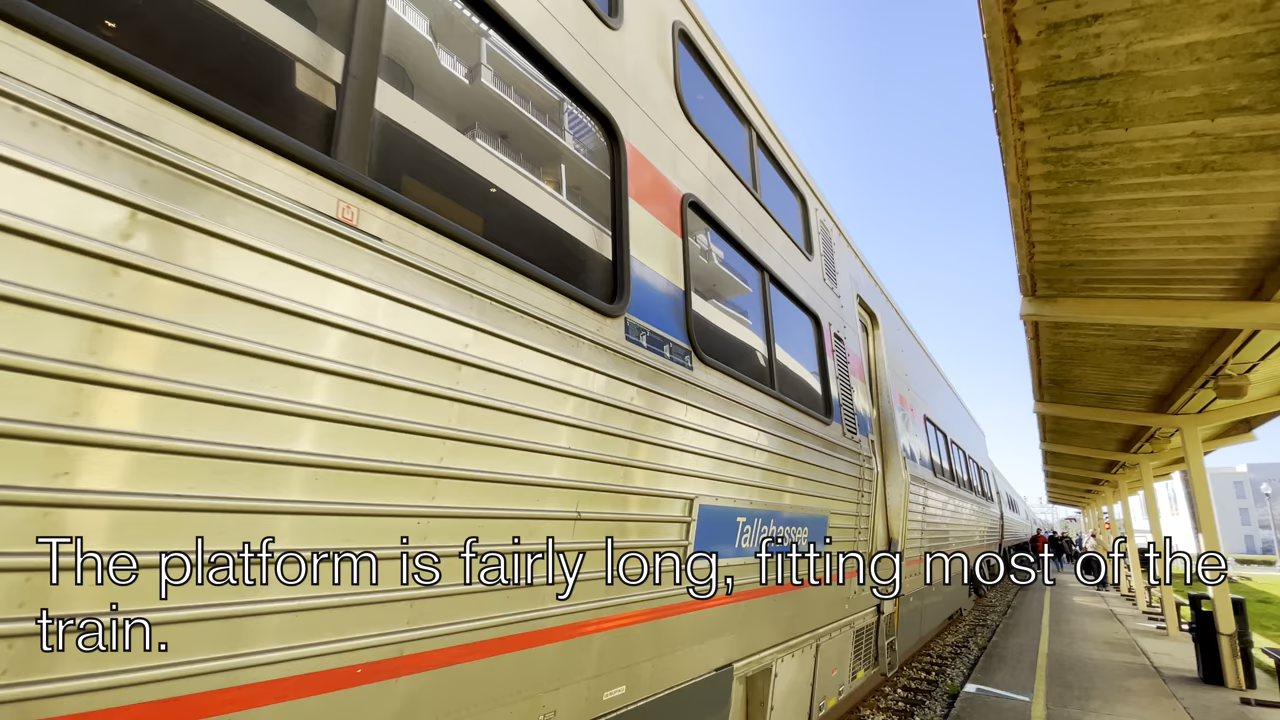 Tallahassee
The platform is fairly long, fitting most of the
train.